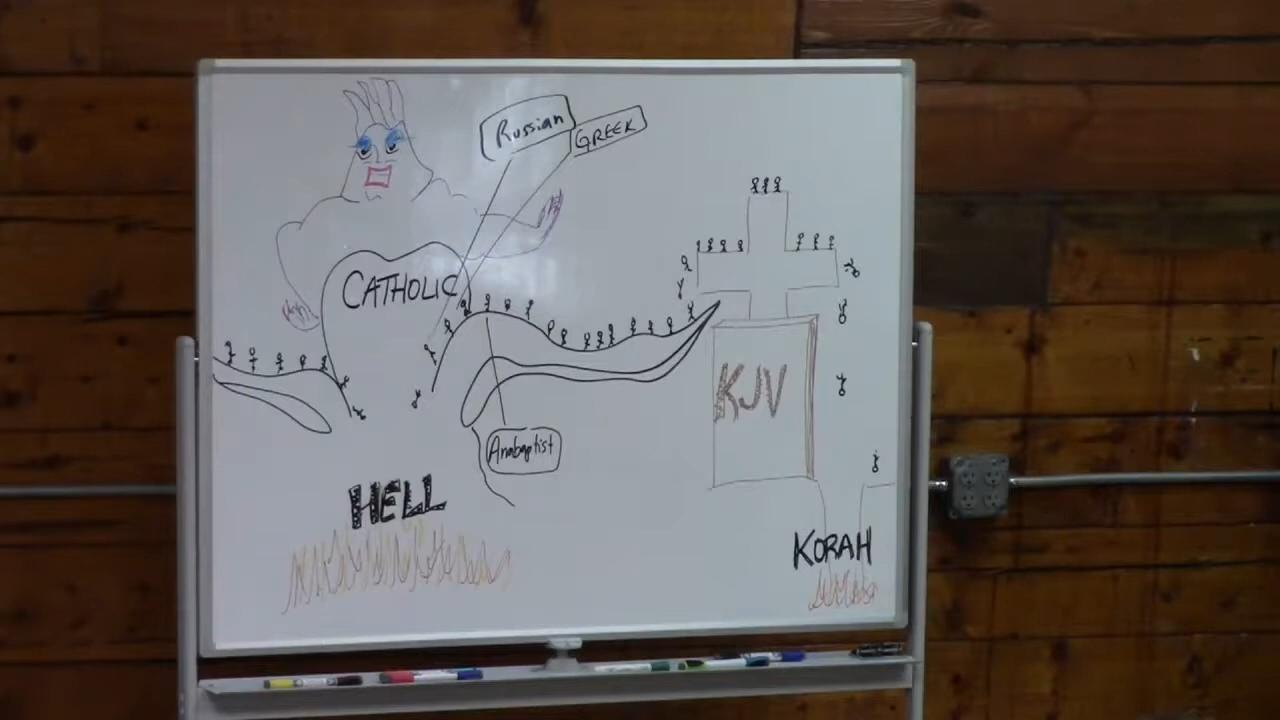 Russian
GREEK
CATHOLIC
KJV
Anabaptist
HELL
KORAH